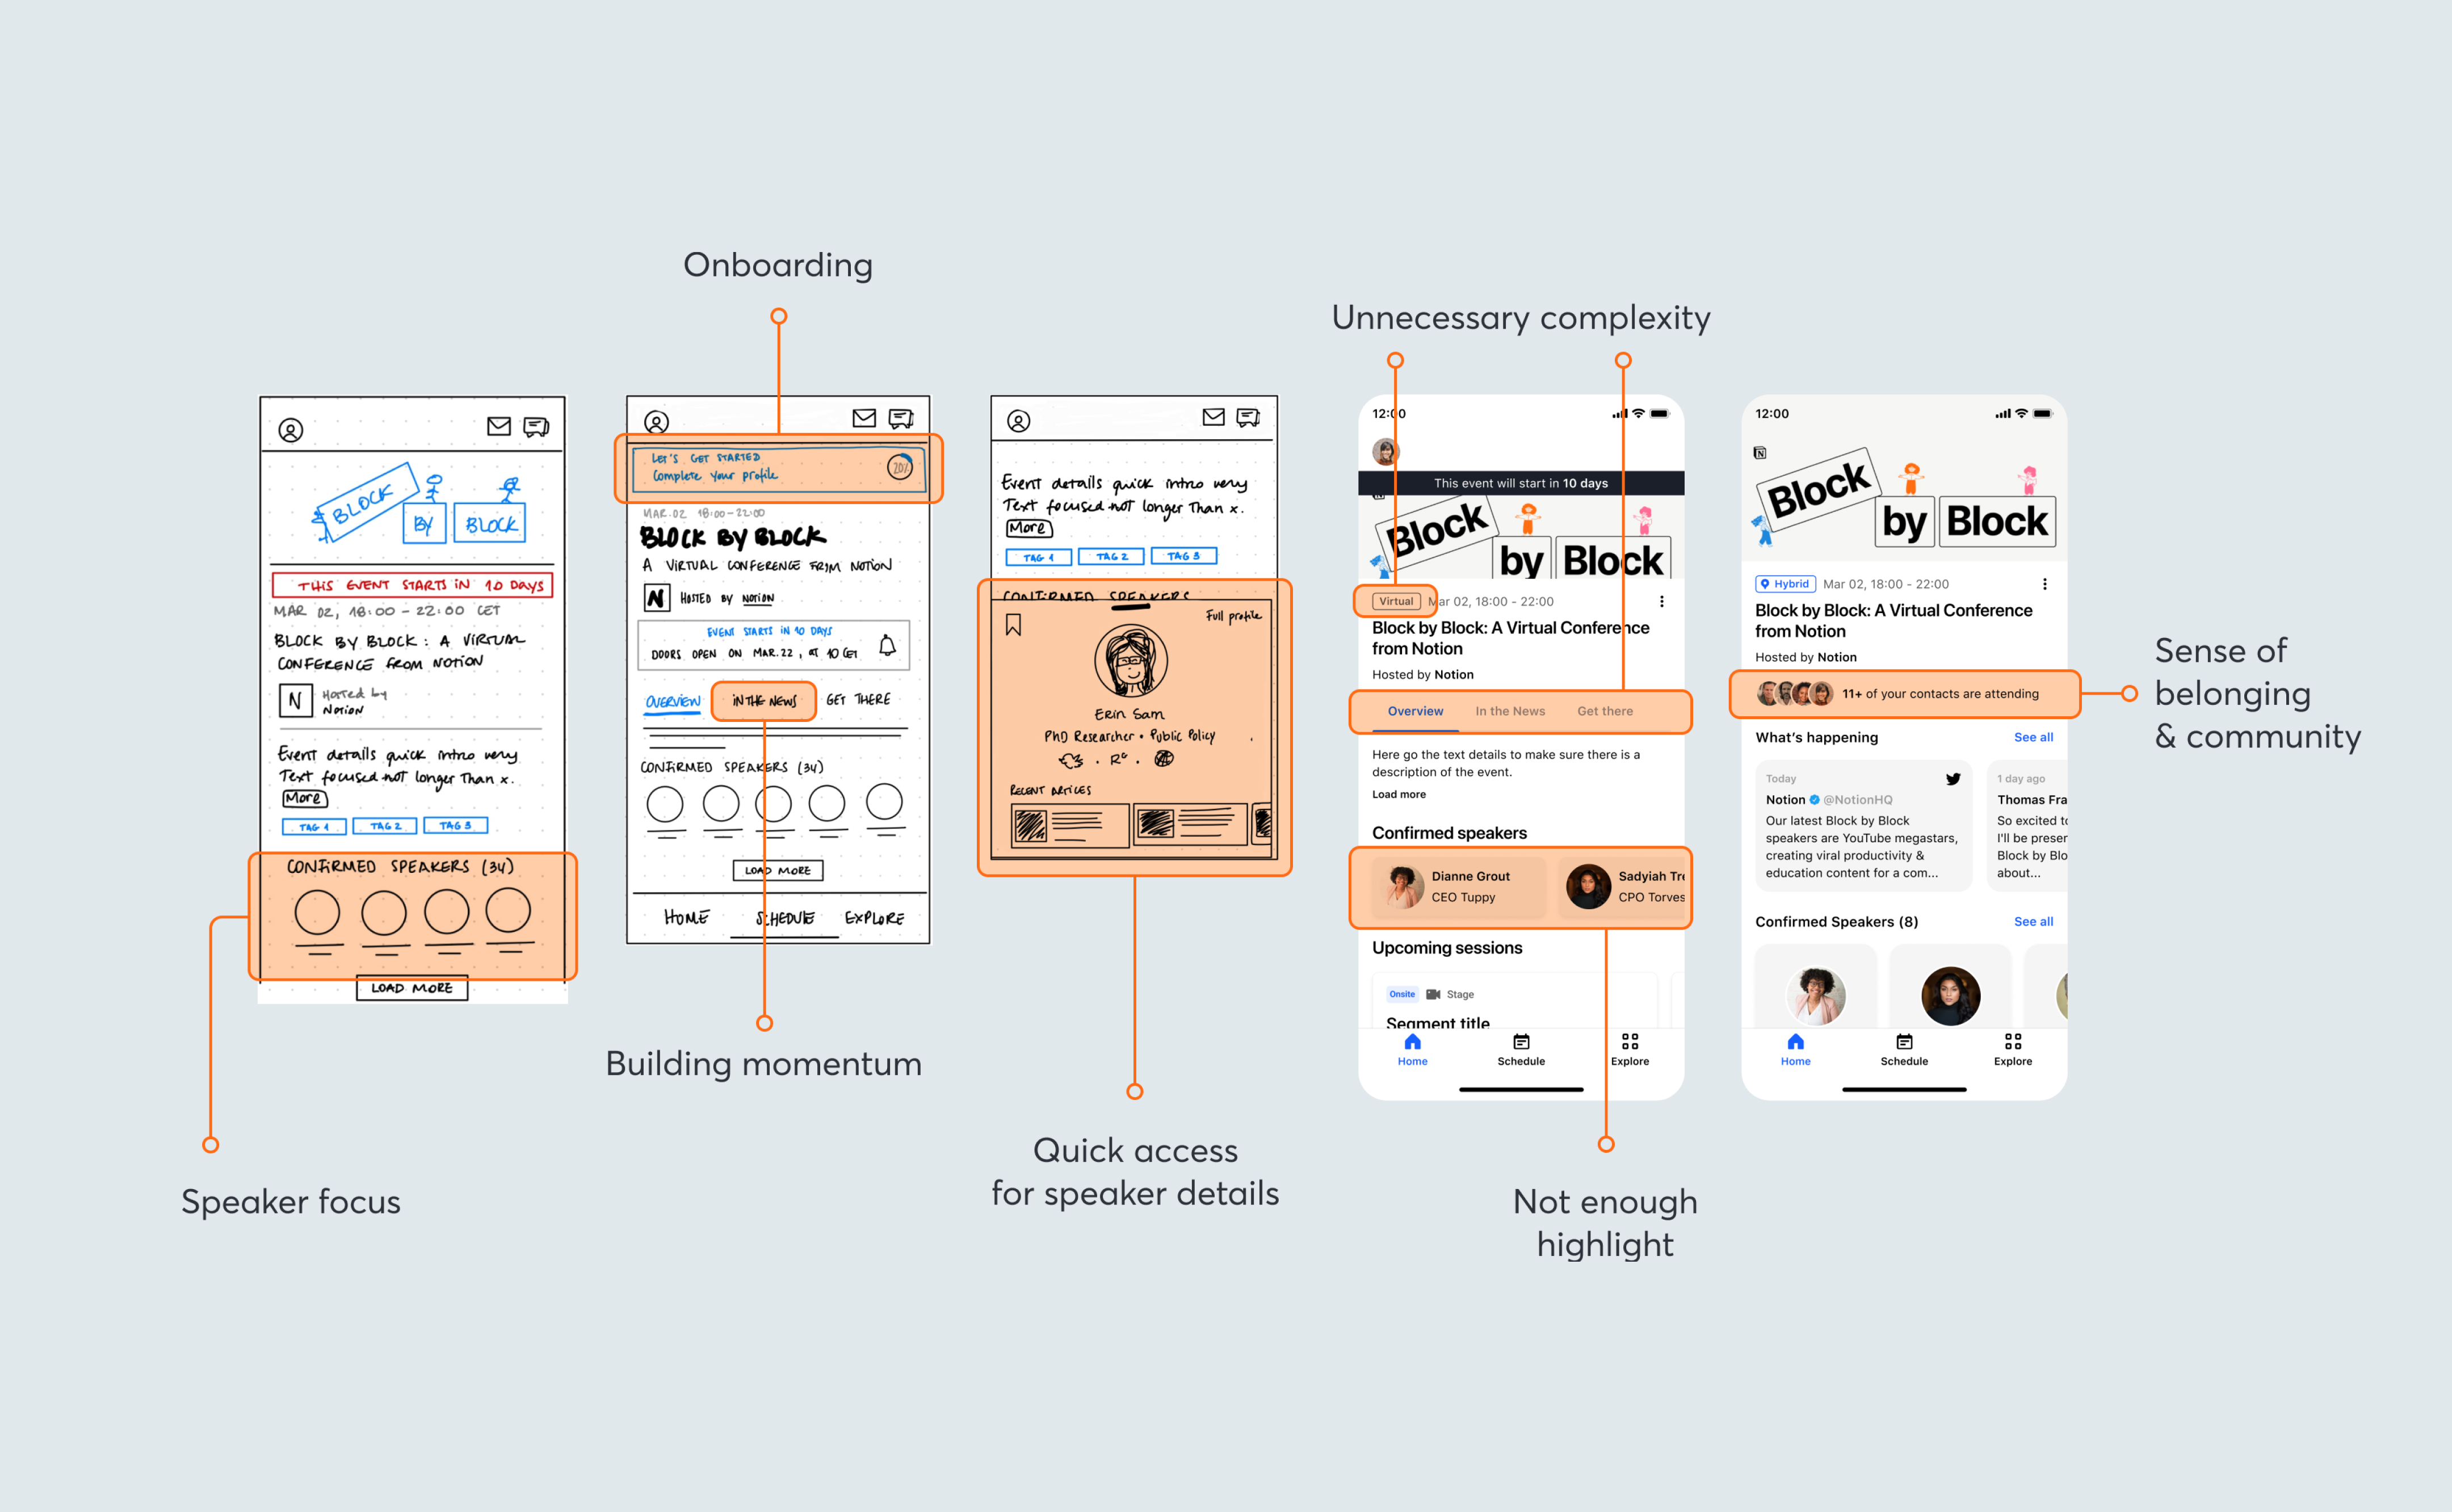 Onboarding
Unnecessary complexity
BLOCK
BY
BLOCK
THIS EVENT STARTS IN 10 DAYS
MAR 02, 18:00 - 22:00 CET
BLOCK BY BLOCK : A VIRTUAL
CONFERENCE FROM NOTION
N
Hosted by
NOTION
Event details quick intro very
Text focused not longer than x.
More
TAG 1
TAG 2
TAG 3
CONFIRMED SPEAKERS (34)
LOAD MORE
Speaker focus
LET'S GET STARTED
Complete your profile
20%
MAR.02 18:00-22:00
BLOCK BY BLOCK
A VIRTUAL CONFERENCE FROM NOTION
N
HOSTED BY NOTION
EVENT STARTS IN 10 DAYS
DOORS OPEN ON MAR.22, AT 10 CET
OVERVIEW
IN THE NEWS
GET THERE
CONFIRMED SPEAKERS (34)
LOAD MORE
HOME
SCHEDULE
EXPLORE
Building momentum
Event details quick intro very
Text focused not longer than x.
More
TAG 1
TAG 2
TAG 3
CONFIRMED SPEAKERS
Full profile
Erin Sam
PhD Researcher • Public Policy
RG
RECENT ARTICES
Quick access
for speaker details
12:00
This event will start in 10 days
Block
by
Block
Virtual
Mar 02, 18:00 - 22:00
Block by Block: A Virtual Conference
from Notion
Hosted by Notion
Overview
In the News
Get there
Here go the text details to make sure there is a
description of the event.
Load more
Confirmed speakers
Dianne Grout
CEO Tuppy
Sadyiah Tre
CPO Torves
Upcoming sessions
Onsite
Stage
Segment title
Home
Schedule
Explore
Not enough
highlight
12:00
N
Block
by
Block
Hybrid
Mar 02, 18:00 - 22:00
Block by Block: A Virtual Conference
from Notion
Hosted by Notion
11+ of your contacts are attending
What's happening
See all
Today
Notion @NotionHQ
Our latest Block by Block
speakers are YouTube megastars,
creating viral productivity &
education content for a com...
1 day ago
Thomas Fra
So excited to
I'll be presen
Block by Blo
about...
Confirmed Speakers (8)
See all
Home
Schedule
Explore
Sense of
belonging
& community